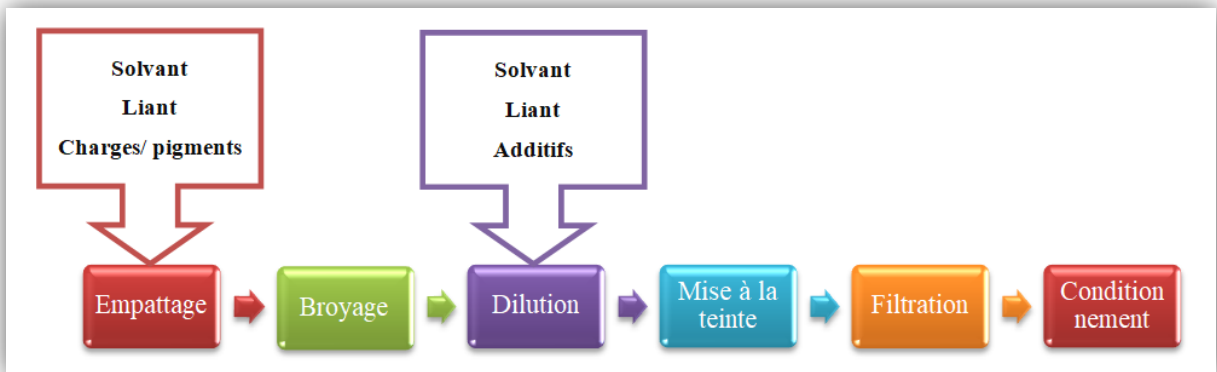 Solvant
Liant
Charges/ pigments
Solvant
Liant
Additifs
Empattage
Broyage
Dilution
Mise à la
teinte
Filtration
Condition
nement